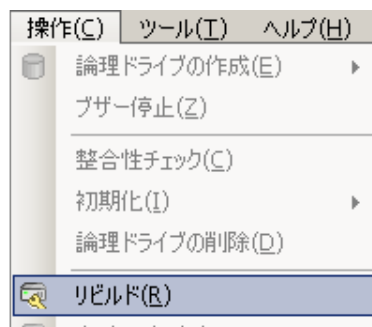 操作(C) ツール(T) ヘルプ(H)
論理ドライブの作成(E)
ブザー停止(Z)
整合性チェック(C)
初期化(I)
論理ドライブの削除(D)
リビルド(R)